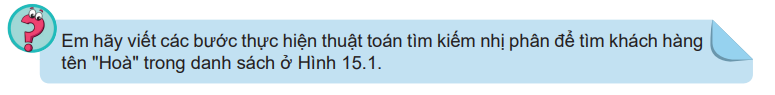 Em hãy viết các bước thực hiện thuật toán tìm kiếm nhị phân để tìm khách hàng
tên "Hoà" trong danh sách ở Hình 15.1.